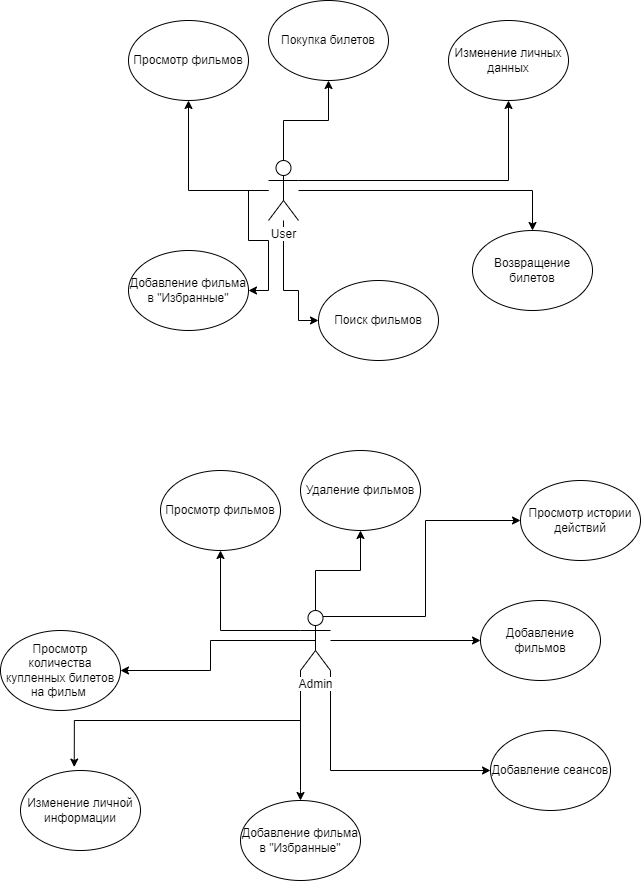 Покупка билетов
Просмотр фильмов
Изменение личных
данных
User
Добавление фильма
в "Избранные"
Возвращение
билетов
Поиск фильмов
Удаление фильмов
Просмотр фильмов
Просмотр истории
действий
Просмотр
количества
купленных билетов
на фильм
Добавление
фильмов
Admin
Добавление сеансов
Изменение личной
информации
Добавление фильма
в "Избранные"